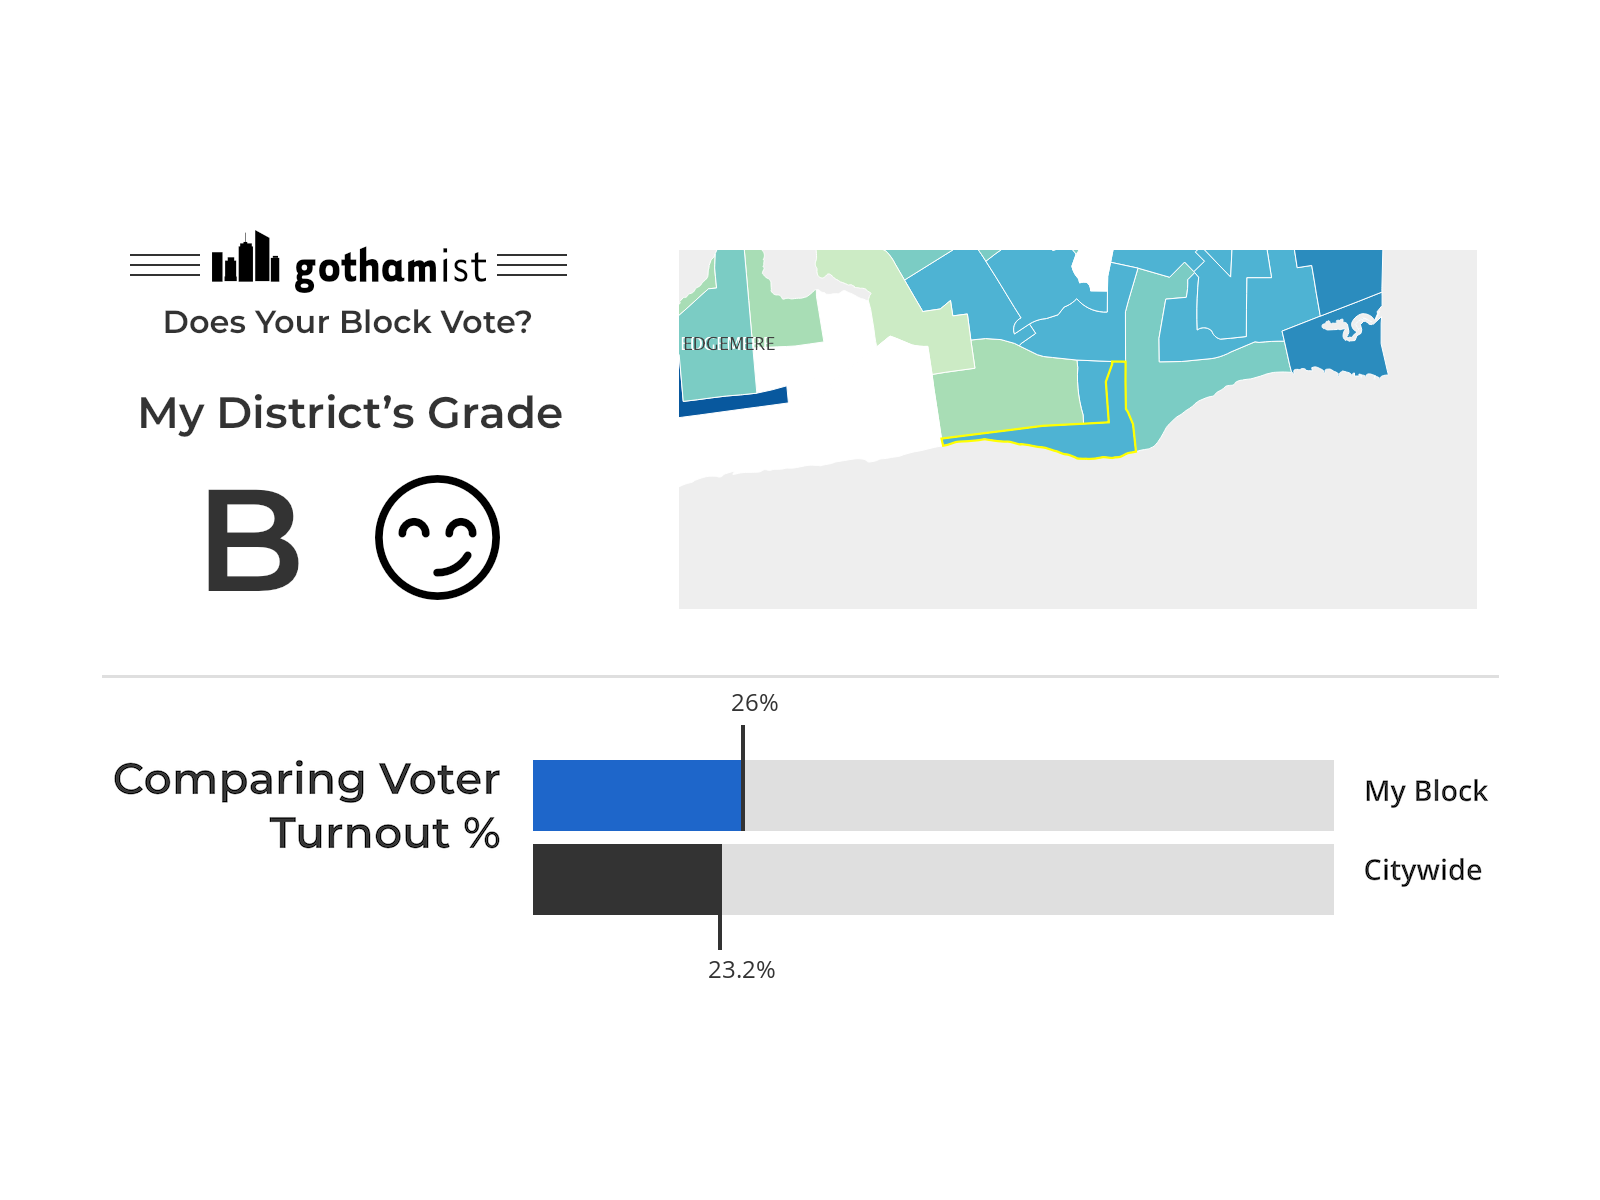 gothamist
Does Your Block Vote?
My District's Grade
B
EDGEMERE
26%
Comparing Voter
Turnout %
My Block
Citywide
23.2%